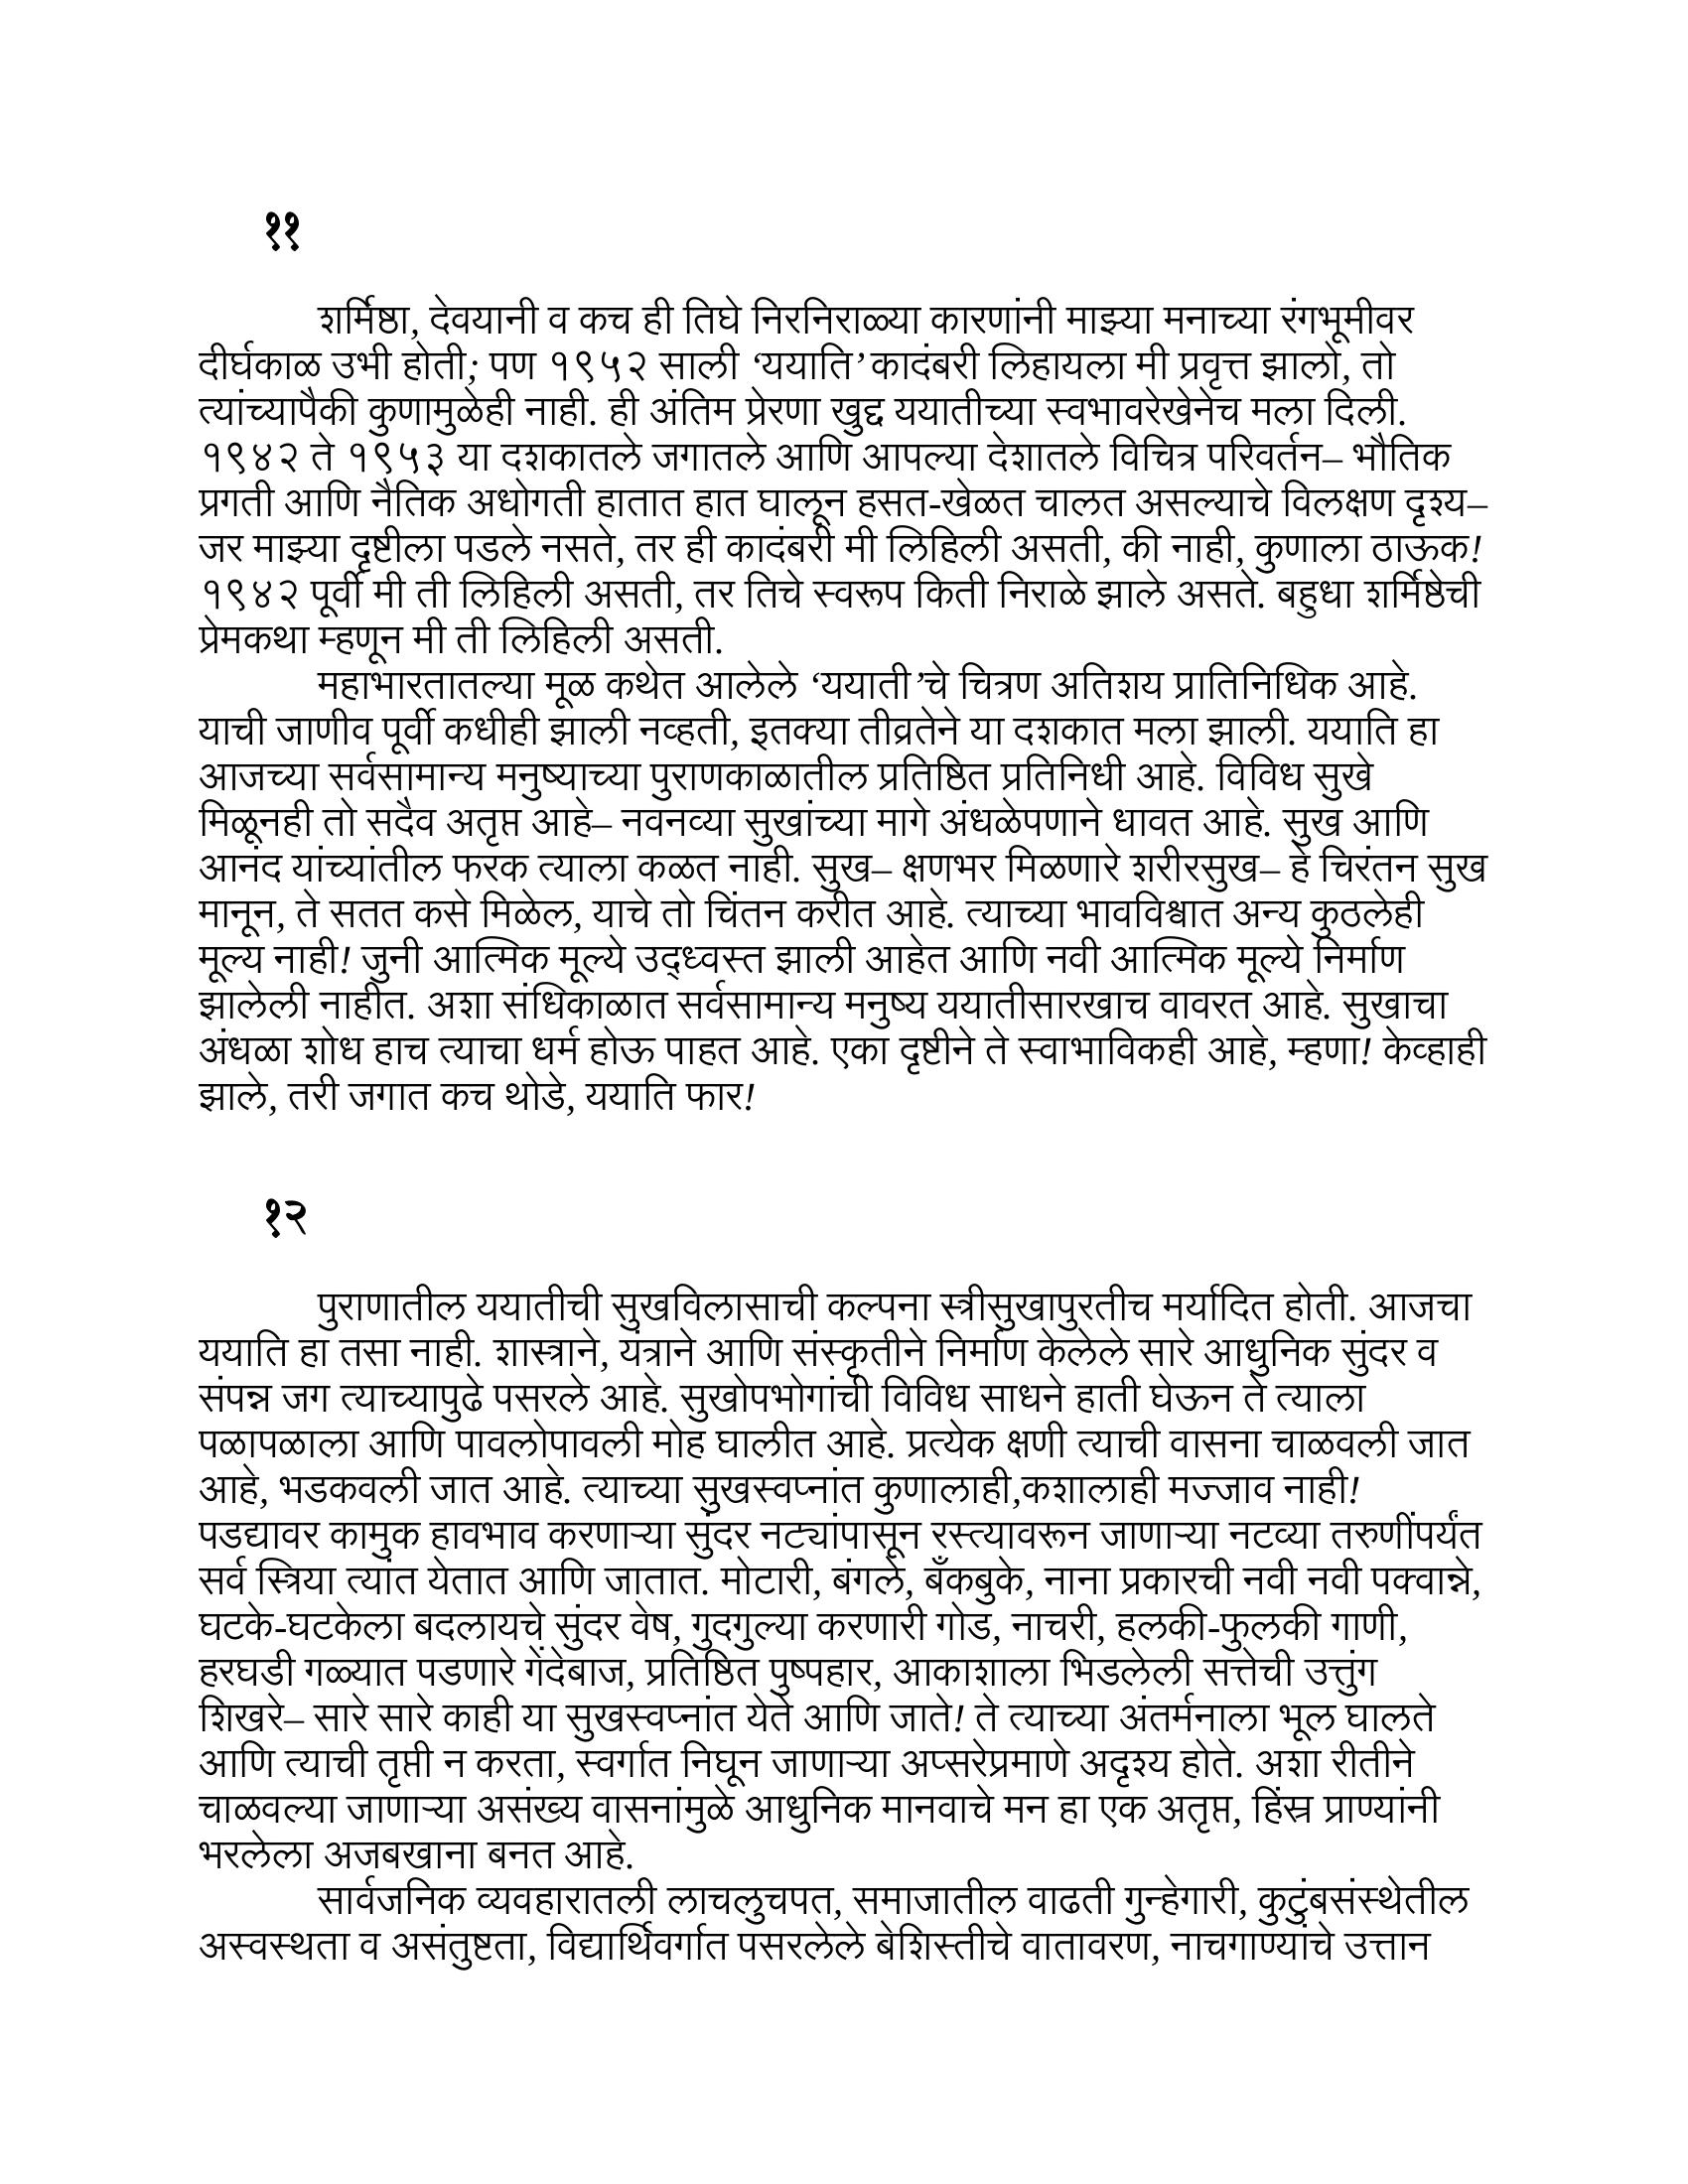 ११
शर्मिष्ठा, देवयानी व कच ही तिघे निरनिराळ्या कारणांनी माझ्या मनाच्या रंगभूमीवर
दीर्घकाळ उभी होती; पण १९५२ साली ‘ययाति’ कादंबरी लिहायला मी प्रवृत्त झालो, तो
त्यांच्यापैकी कुणामुळेही नाही. ही अंतिम प्रेरणा खुद्द ययातीच्या स्वभावरेखेनेच मला दिली.
१९४२ ते १९५३ या दशकातले जगातले आणि आपल्या देशातले विचित्र परिवर्तन– भौतिक
प्रगती आणि नैतिक अधोगती हातात हात घालून हसत-खेळत चालत असल्याचे विलक्षण दृश्य–
जर माझ्या दृष्टीला पडले नसते, तर ही कादंबरी मी लिहिली असती, की नाही, कुणाला ठाऊक!
१९४२ पूर्वी मी ती लिहिली असती, तर तिचे स्वरूप किती निराळे झाले असते. बहुधा शर्मिष्ठेची
प्रेमकथा म्हणून मी ती लिहिली असती.
महाभारतातल्या मूळ कथेत आलेले ‘ययाती’चे चित्रण अतिशय प्रातिनिधिक आहे.
याची जाणीव पूर्वी कधीही झाली नव्हती, इतक्या तीव्रतेने या दशकात मला झाली. ययाति हा
आजच्या सर्वसामान्य मनुष्याच्या पुराणकाळातील प्रतिष्ठित प्रतिनिधी आहे. विविध सुखे
मिळूनही तो सदैव अतृप्त आहे– नवनव्या सुखांच्या मागे अंधळेपणाने धावत आहे. सुख आणि
आनंद यांच्यांतील फरक त्याला कळत नाही. सुख– क्षणभर मिळणारे शरीरसुख– हे चिरंतन सुख
मानून, ते सतत कसे मिळेल, याचे तो चिंतन करीत आहे. त्याच्या भावविश्वात अन्य कुठलेही
मूल्य नाही! जुनी आत्मिक मूल्ये उद्ध्वस्त झाली आहेत आणि नवी आत्मिक मूल्ये निर्माण
झालेली नाहीत. अशा संधिकाळात सर्वसामान्य मनुष्य ययातीसारखाच वावरत आहे. सुखाचा
अंधळा शोध हाच त्याचा धर्म होऊ पाहत आहे. एका दृष्टीने ते स्वाभाविकही आहे, म्हणा! केव्हाही
झाले, तरी जगात कच थोडे, ययाति फार!
१२
पुराणातील ययातीची सुखविलासाची कल्पना स्त्रीसुखापुरतीच मर्यादित होती. आजचा
ययाति हा तसा नाही. शास्त्राने, यंत्राने आणि संस्कृतीने निर्माण केलेले सारे आधुनिक सुंदर व
संपन्न जग त्याच्यापुढे पसरले आहे. सुखोपभोगांची विविध साधने हाती घेऊन ते त्याला
पळापळाला आणि पावलोपावली मोह घालीत आहे. प्रत्येक क्षणी त्याची वासना चाळवली जात
आहे, भडकवली जात आहे. त्याच्या सुखस्वप्नांत कुणालाही,कशालाही मज्जाव नाही!
पडद्यावर कामुक हावभाव करणाऱ्या सुंदर नट्यांपासून रस्त्यावरून जाणाऱ्या नटव्या तरुणींपर्यंत
सर्व स्त्रिया त्यांत येतात आणि जातात. मोटारी, बंगले, बँकबुके, नाना प्रकारची नवी नवी पक्वान्ने,
घटके-घटकेला बदलायचे सुंदर वेष, गुदगुल्या करणारी गोड, नाचरी, हलकी-फुलकी गाणी,
हरघडी गळ्यात पडणारे गेंदेबाज, प्रतिष्ठित पुष्पहार, आकाशाला भिडलेली सत्तेची उत्तुंग
शिखरे– सारे सारे काही या सुखस्वप्नांत येते आणि जाते! ते त्याच्या अंतर्मनाला भूल घालते
आणि त्याची तृप्ती न करता, स्वर्गात निघून जाणाऱ्या अप्सरेप्रमाणे अदृश्य होते. अशा रीतीने
चाळवल्या जाणाऱ्या असंख्य वासनांमुळे आधुनिक मानवाचे मन हा एक अतृप्त, हिंस्र प्राण्यांनी
भरलेला अजबखाना बनत आहे.
सार्वजनिक व्यवहारातली लाचलुचपत, समाजातील वाढती गुन्हेगारी, कुटुंबसंस्थेतील
अस्वस्थता व असंतुष्टता, विद्यार्थिवर्गात पसरलेले बेशिस्तीचे वातावरण, नाचगाण्यांचे उत्तान